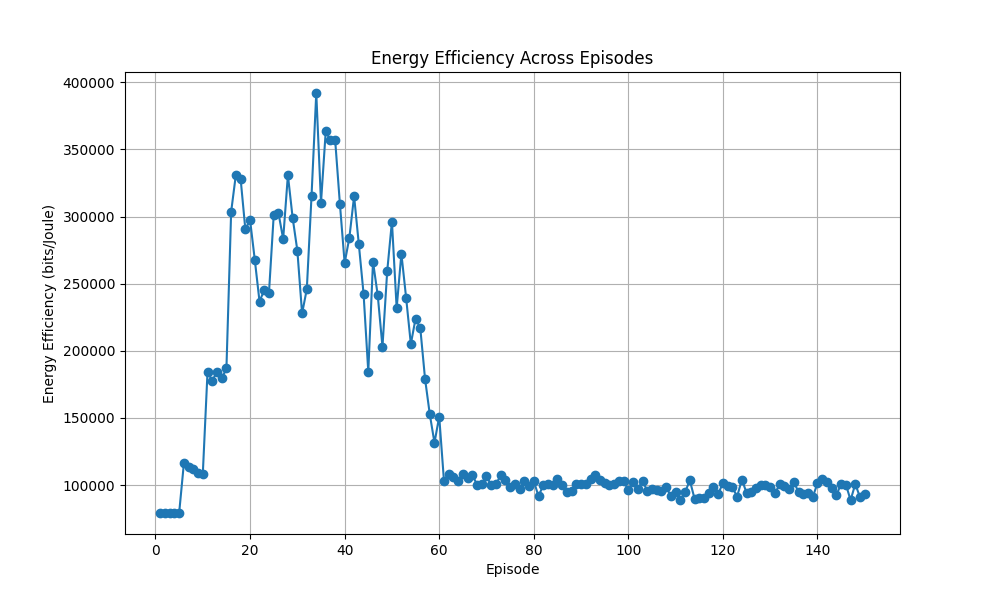 Energy Efficiency Across Episodes
Energy Efficiency (bits/Joule)
400000
350000
300000
250000
200000
150000
100000
0 20 40 60 80 100 120 140
Episode